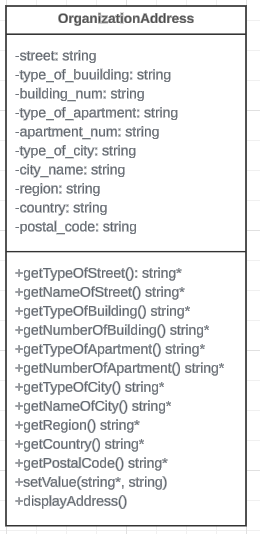 OrganizationAddress
-street: string
-type_of_buuilding: string
-building_num: string
-type_of_apartment: string
-apartment_num: string
-type_of_city: string
-city_name: string
-region: string
-country: string
-postal_code: string
+getTypeOfStreet(): string*
+getNameOfStreet() string*
+getTypeOfBuilding() string*
+getNumberOfBuilding() string*
+getTypeOfApartment() string*
+getNumberOfApartment() string*
+getTypeOfCity() string*
+getNameOfCity() string*
+getRegion() string*
+getCountry() string*
+getPostalCode() string*
+setValue(string*, string)
+displayAddress()